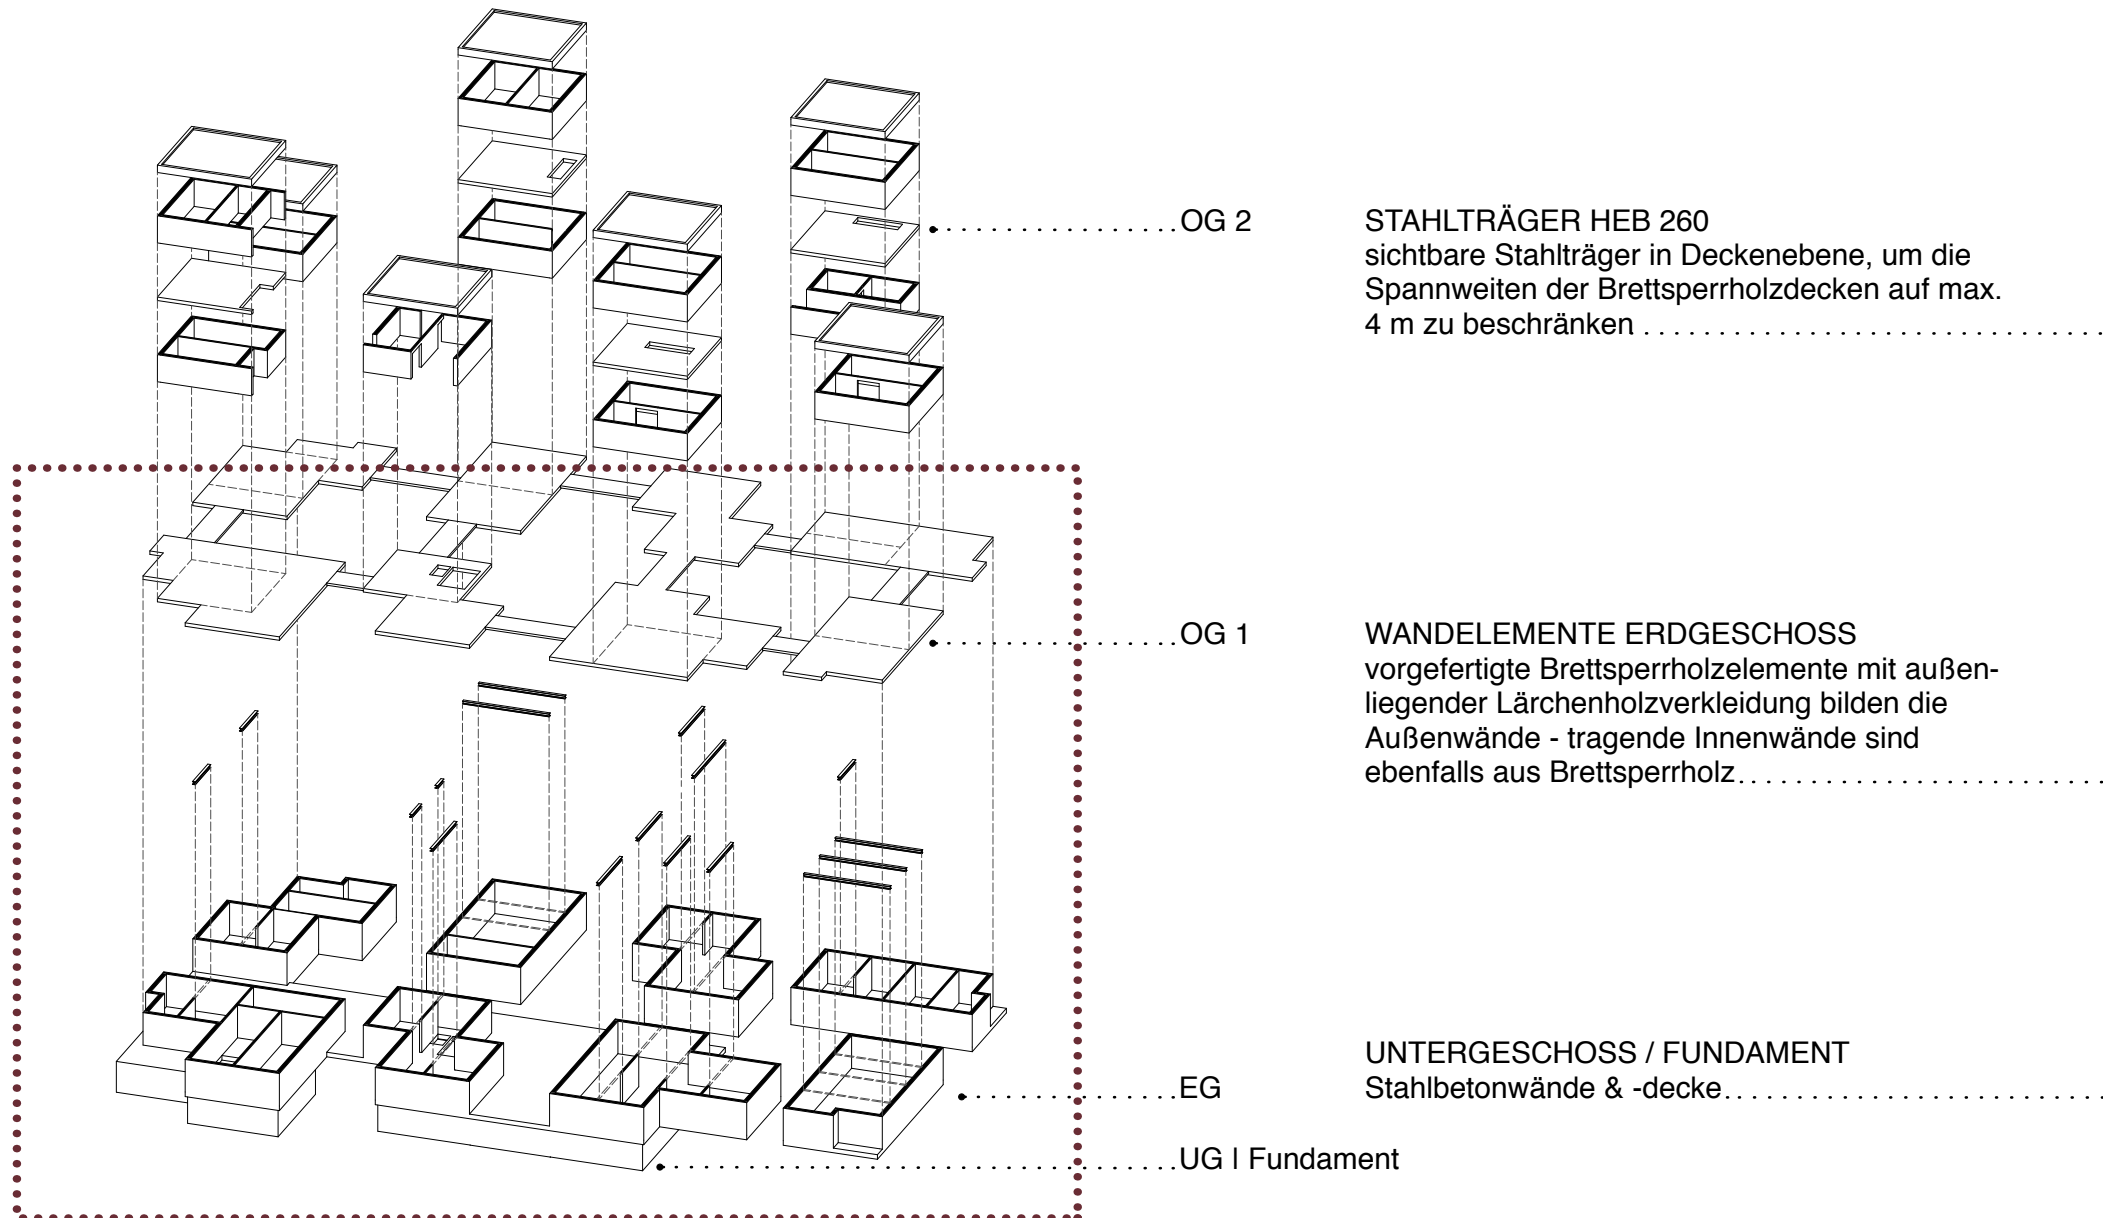 OG 2
STAHLTRÄGER HEB 260
sichtbare Stahlträger in Deckenebene, um die
Spannweiten der Brettsperrholzdecken auf max.
4 m zu beschränken
OG 1
WANDELEMENTE ERDGESCHOSS
vorgefertigte Brettsperrholzelemente mit außen-
liegender Lärchenholzverkleidung bilden die
Außenwände - tragende Innenwände sind
ebenfalls aus Brettsperrholz
UNTERGESCHOSS / FUNDAMENT
EG
Stahlbetonwände & -decke
UG I Fundament